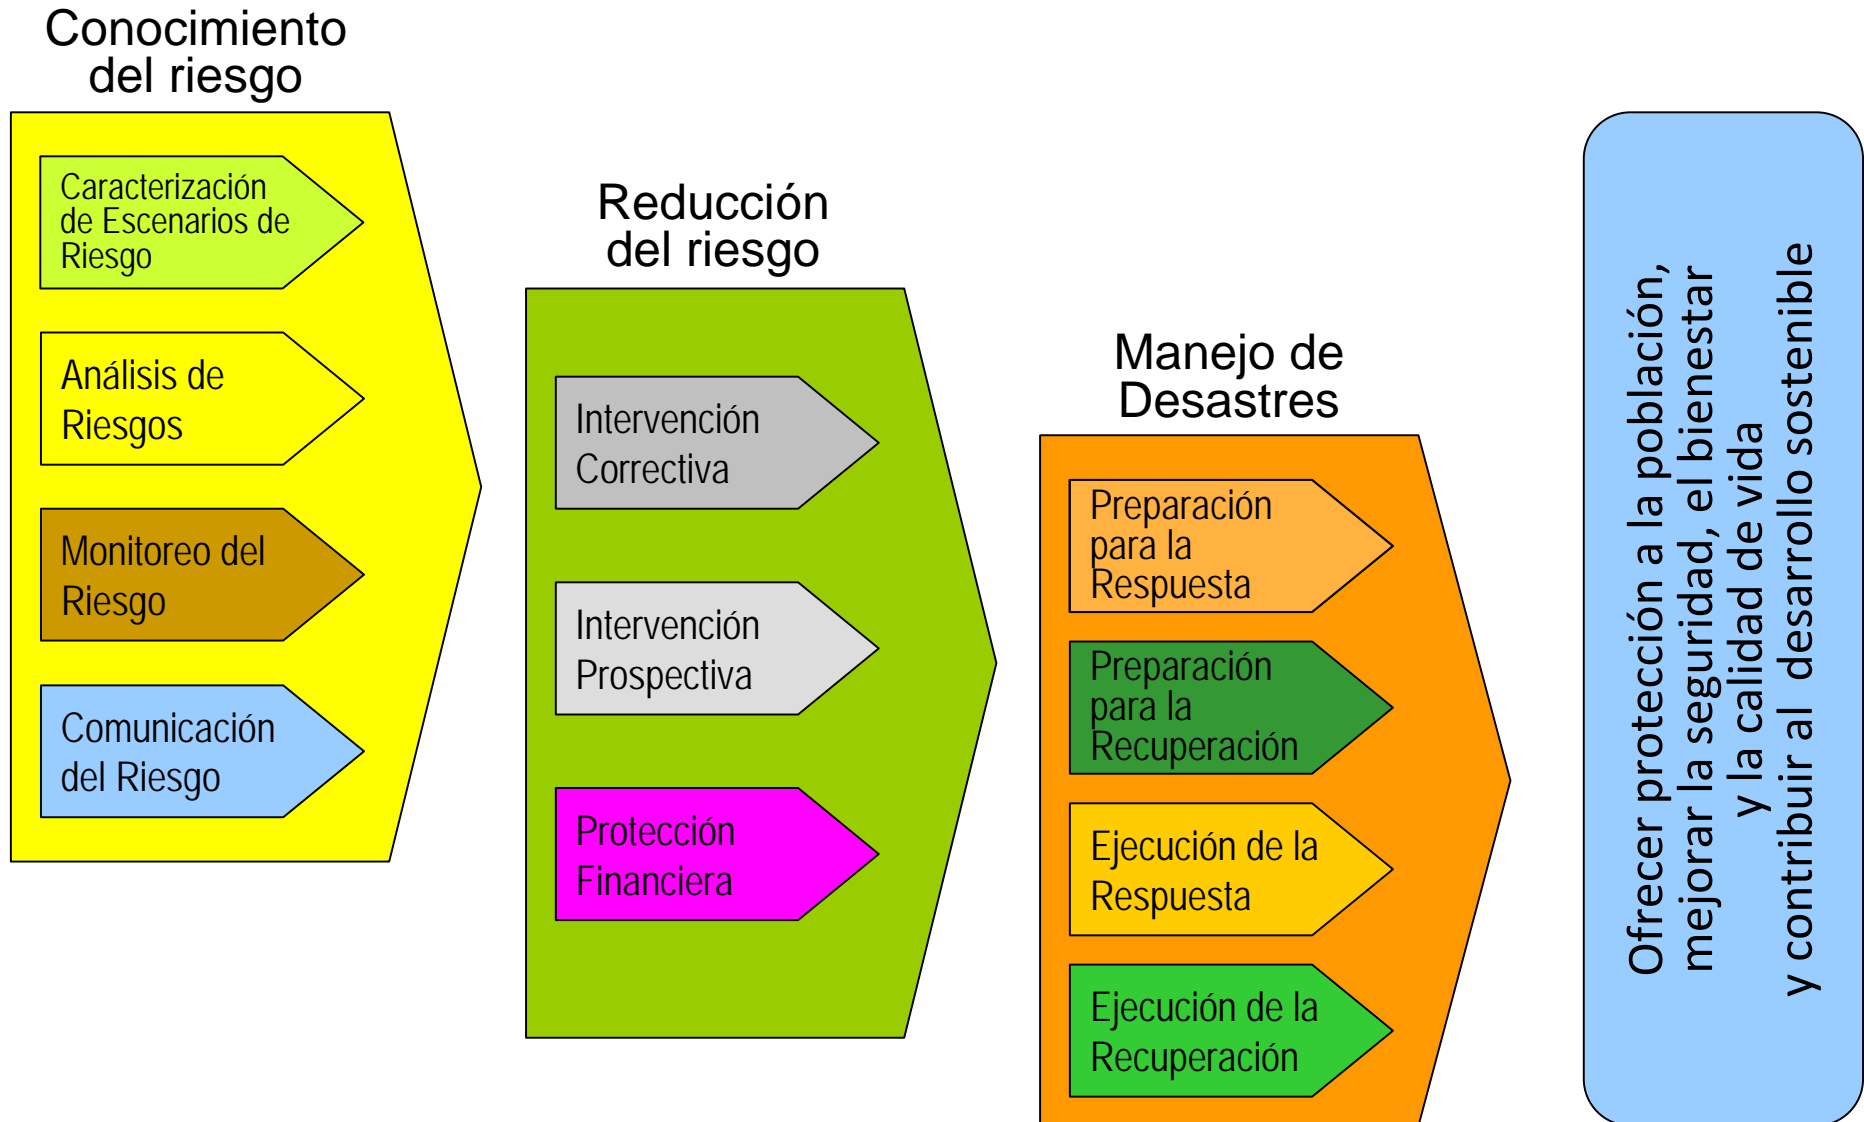 Conocimiento
del riesgo
Caracterización
de Escenarios de
Riesgo
Análisis de
Riesgos
Monitoreo del
Riesgo
Comunicación
del Riesgo
Reducción
del riesgo
Intervención
Correctiva
Intervención
Prospectiva
Protección
Financiera
Manejo de
Desastres
Preparación
para la
Respuesta
Preparación
para la
Recuperación
Ejecución de la
Respuesta
Ejecución de la
Recuperación
Ofrecer protección a la población,
mejorar la seguridad, el bienestar
y la calidad de vida
y contribuir al  desarrollo sostenible